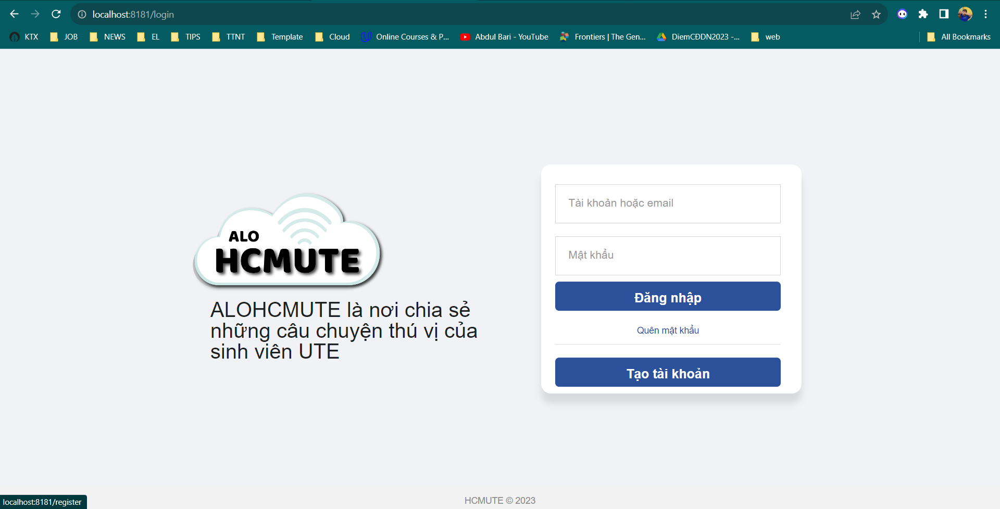 localhost:8181/login
KTX JOB NEWS EL TIPS TTNT Template Cloud Online Courses & P... Abdul Bari - YouTube Frontiers | The Gen... DiemCĐDN2023 -... web All Bookmarks
ALO
HCMUTE
ALOHCMUTE là nơi chia sẻ
những câu chuyện thú vị của
sinh viên UTE
Tài khoản hoặc email
Mật khẩu
Đăng nhập
Quên mật khẩu
Tạo tài khoản
HCMUTE © 2023
localhost:8181/register